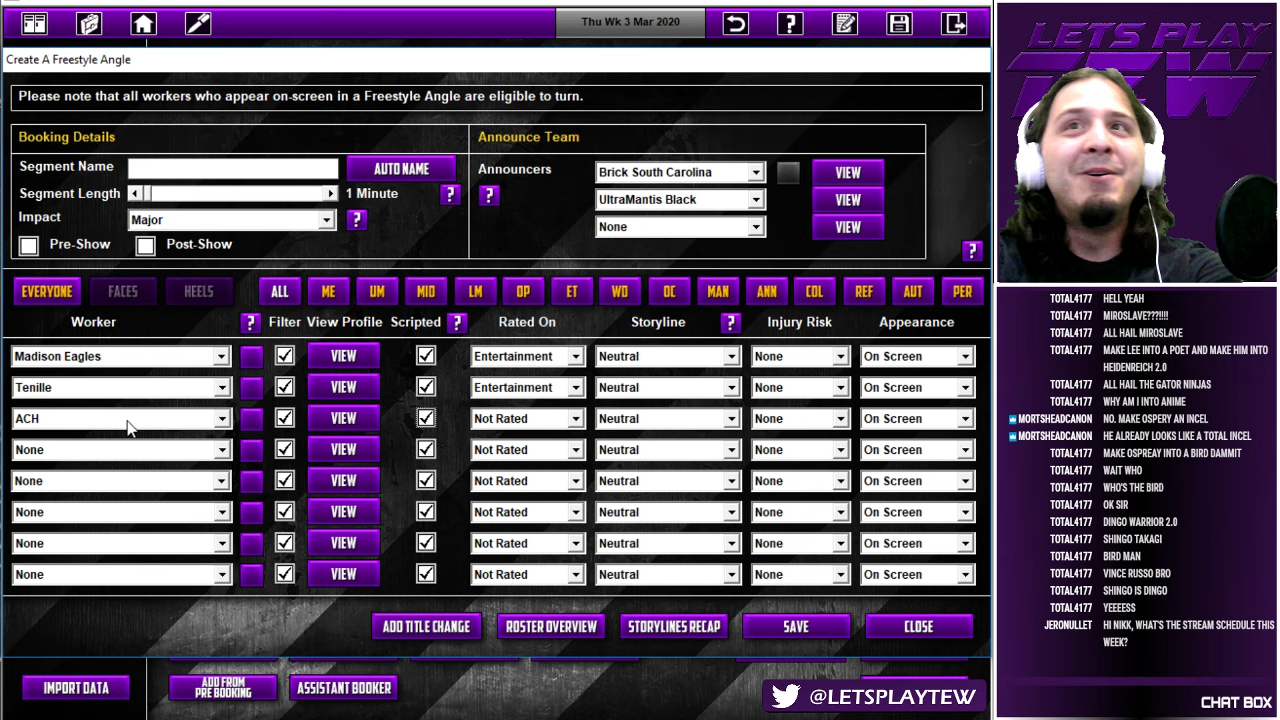 Thu Wk 3 Mar 2020
?
Create A Freestyle Angle
Please note that all workers who appear on-screen in a Freestyle Angle are eligible to turn.
Booking Details
Segment Name
AUTO NAME
Segment Length
1 Minute
?
Impact
Major
?
Pre-Show
Post-Show
Announce Team
Announcers
Brick South Carolina
VIEW
?
UltraMantis Black
VIEW
None
VIEW
?
EVERYONE FACES HEELS ALL ME UM MID LM OP ET WD OC MAN ANN COL REF AUT PER
Worker ? Filter View Profile Scripted ? Rated On Storyline ? Injury Risk Appearance
Madison Eagles VIEW Entertainment Neutral None On Screen
Tenille VIEW Entertainment Neutral None On Screen
ACH VIEW Not Rated Neutral None On Screen
None VIEW Not Rated Neutral None On Screen
None VIEW Not Rated Neutral None On Screen
None VIEW Not Rated Neutral None On Screen
None VIEW Not Rated Neutral None On Screen
None VIEW Not Rated Neutral None On Screen
ADD TITLE CHANGE ROSTER OVERVIEW STORYLINES RECAP SAVE CLOSE
IMPORT DATA
ADD FROM
PRE BOOKING
ASSISTANT BOOKER
@LETSPLAYTEW
LETS PLAY
TEW
TOTAL4177 HELL YEAH
TOTAL4177 MIROSLAVE???!!!!
TOTAL4177 ALL HAIL MIROSLAVE
TOTAL4177 MAKE LEE INTO A POET AND MAKE HIM INTO
HEIDENREICH 2.0
TOTAL4177 ALL HAIL THE GATOR NINJAS
TOTAL4177 WHY AM I INTO ANIME
MORTSHEADCANON NO. MAKE OSPERY AN INCEL
MORTSHEADCANON HE ALREADY LOOKS LIKE A TOTAL INCEL
TOTAL4177 MAKE OSPREAY INTO A BIRD DAMMIT
TOTAL4177 WAIT WHO
TOTAL4177 WHO'S THE BIRD
TOTAL4177 OK SIR
TOTAL4177 DINGO WARRIOR 2.0
TOTAL4177 SHINGO TAKAGI
TOTAL4177 BIRD MAN
TOTAL4177 VINCE RUSSO BRO
TOTAL4177 SHINGO IS DINGO
TOTAL4177 YEEEESS
JERONULLET HI NIKK, WHAT'S THE STREAM SCHEDULE THIS
WEEK?
CHAT BOX